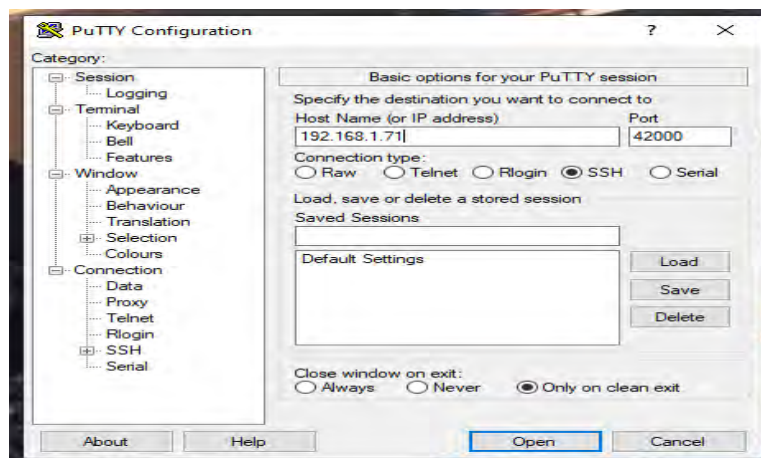 PuTTY Configuration
?
Category:
Session
Logging
Terminal
Keyboard
Bell
Features
Window
Appearance
Behaviour
Translation
Selection
Colours
Connection
Data
Proxy
Telnet
Rlogin
SSH
Serial
Basic options for your PuTTY session
Specify the destination you want to connect to
Host Name (or IP address) Port
192.168.1.71 42000
Connection type:
Raw Telnet Rlogin SSH Serial
Load, save or delete a stored session
Saved Sessions
Default Settings
Load
Save
Delete
Close window on exit:
Always Never Only on clean exit
About Help Open Cancel